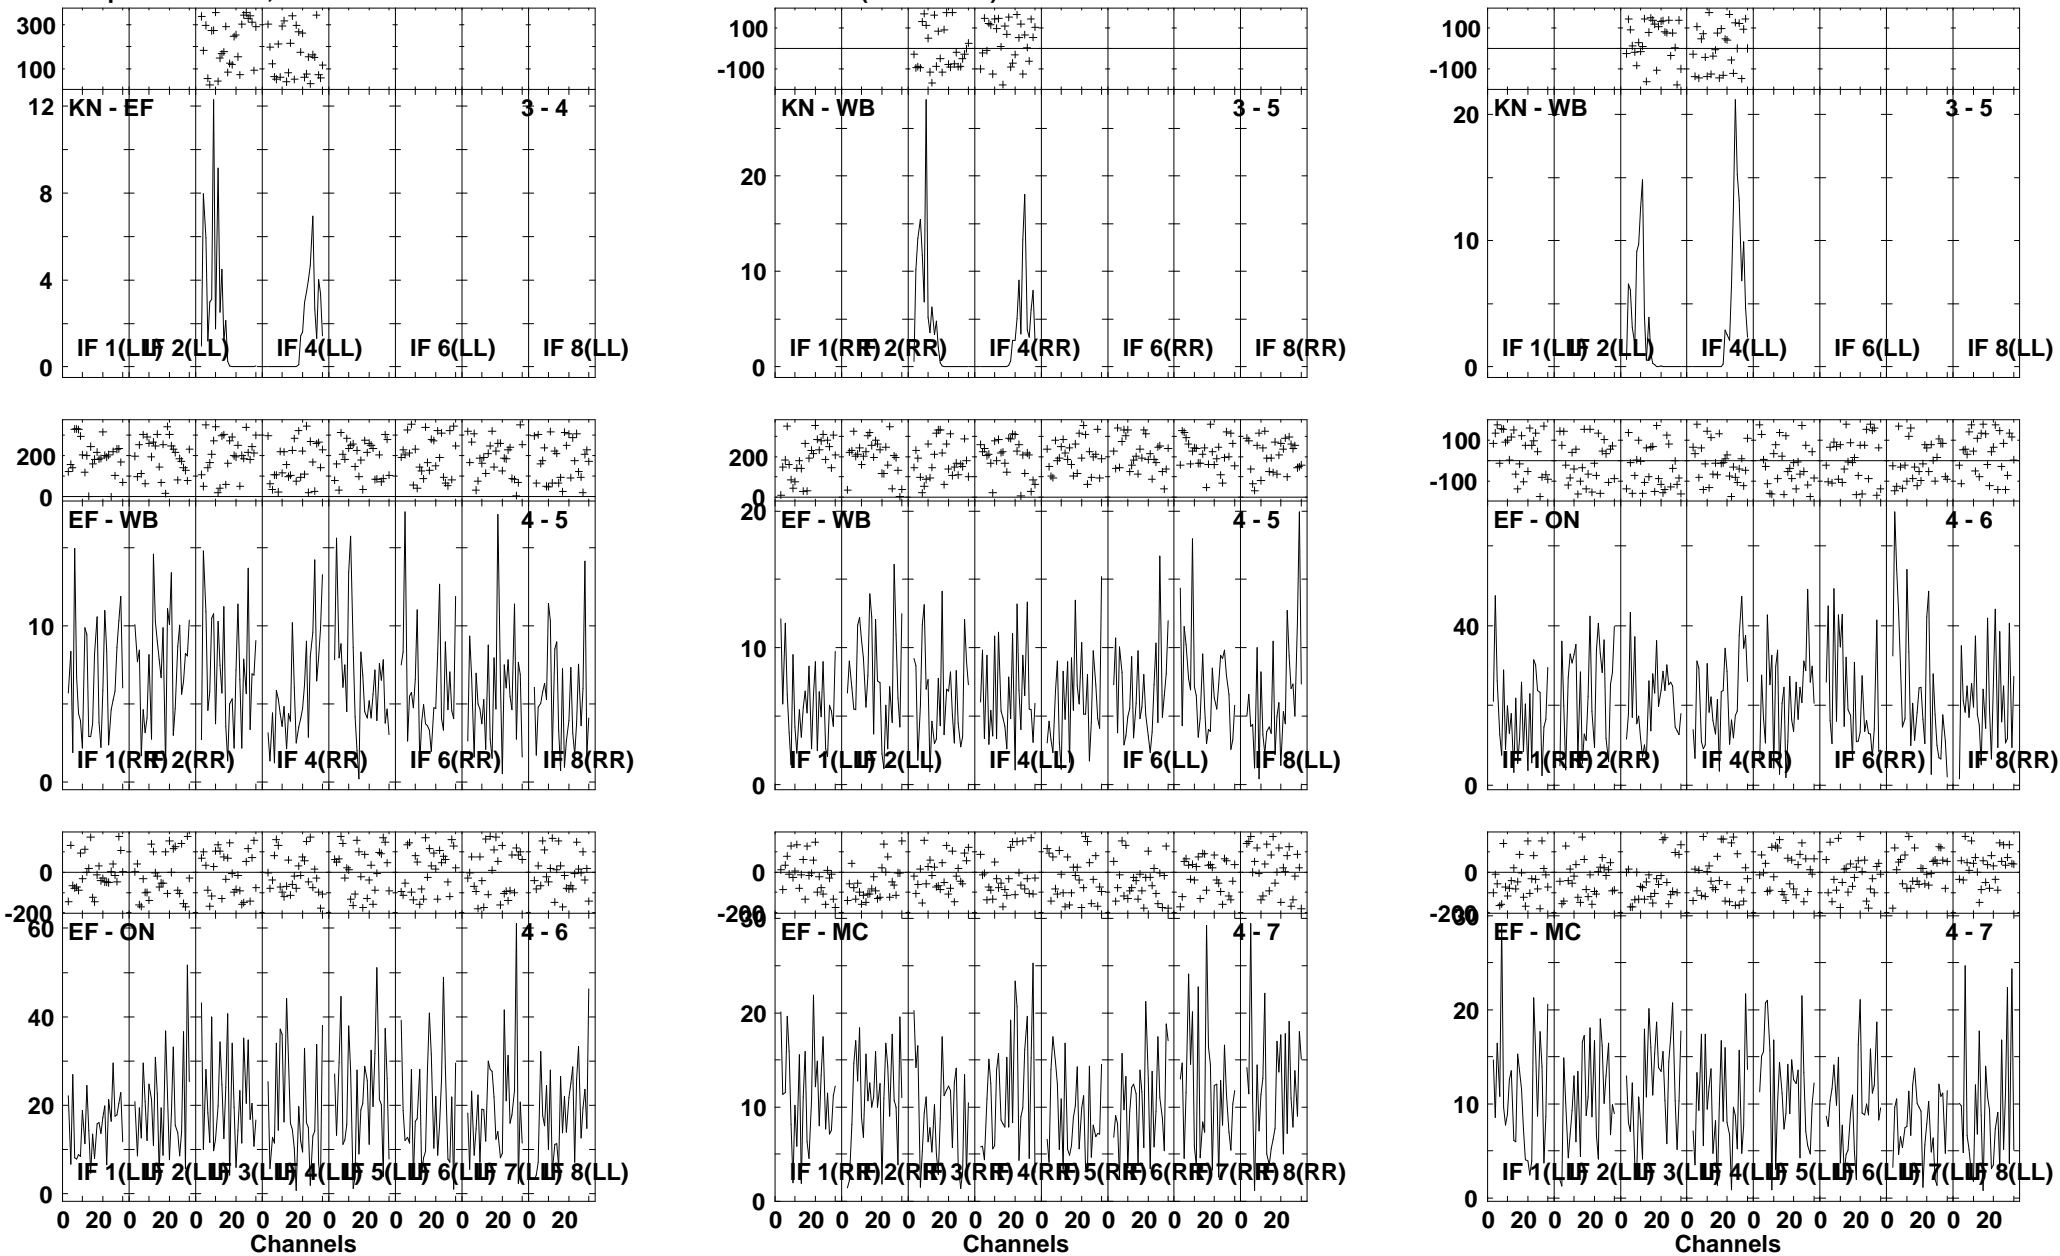 300
100
12
8
4
0
KN - EF
3 - 4
IF 1(LL)
IF 2(LL)
IF 4(LL)
IF 6(LL)
IF 8(LL)
100
-100
20
10
0
KN - WB
3 - 5
IF 1(RR)
IF 2(RR)
IF 4(RR)
IF 6(RR)
IF 8(RR)
100
-100
20
10
0
KN - WB
3 - 5
IF 1(LL)
IF 2(LL)
IF 4(LL)
IF 6(LL)
IF 8(LL)
200
0
10
0
EF - WB
4 - 5
IF 1(RR)
IF 2(RR)
IF 4(RR)
IF 6(RR)
IF 8(RR)
200
0
20
10
0
EF - WB
4 - 5
IF 1(LL)
IF 2(LL)
IF 4(LL)
IF 6(LL)
IF 8(LL)
100
-100
40
0
EF - ON
4 - 6
IF 1(RR)
IF 2(RR)
IF 4(RR)
IF 6(RR)
IF 8(RR)
0
-200
60
40
20
0
EF - ON
4 - 6
IF 1(LL)
IF 2(LL)
IF 3(LL)
IF 4(LL)
IF 5(LL)
IF 6(LL)
IF 7(LL)
IF 8(LL)
0 20 0 20 0 20 0 20 0 20 0 20 0 20 0 20
Channels
0
-200
30
20
10
0
EF - MC
4 - 7
IF 1(RR)
IF 2(RR)
IF 3(RR)
IF 4(RR)
IF 5(RR)
IF 6(RR)
IF 7(RR)
IF 8(RR)
0 20 0 20 0 20 0 20 0 20 0 20 0 20 0 20
Channels
0
-200
30
20
10
0
EF - MC
4 - 7
IF 1(LL)
IF 2(LL)
IF 3(LL)
IF 4(LL)
IF 5(LL)
IF 6(LL)
IF 7(LL)
IF 8(LL)
0 20 0 20 0 20 0 20 0 20 0 20 0 20 0 20
Channels